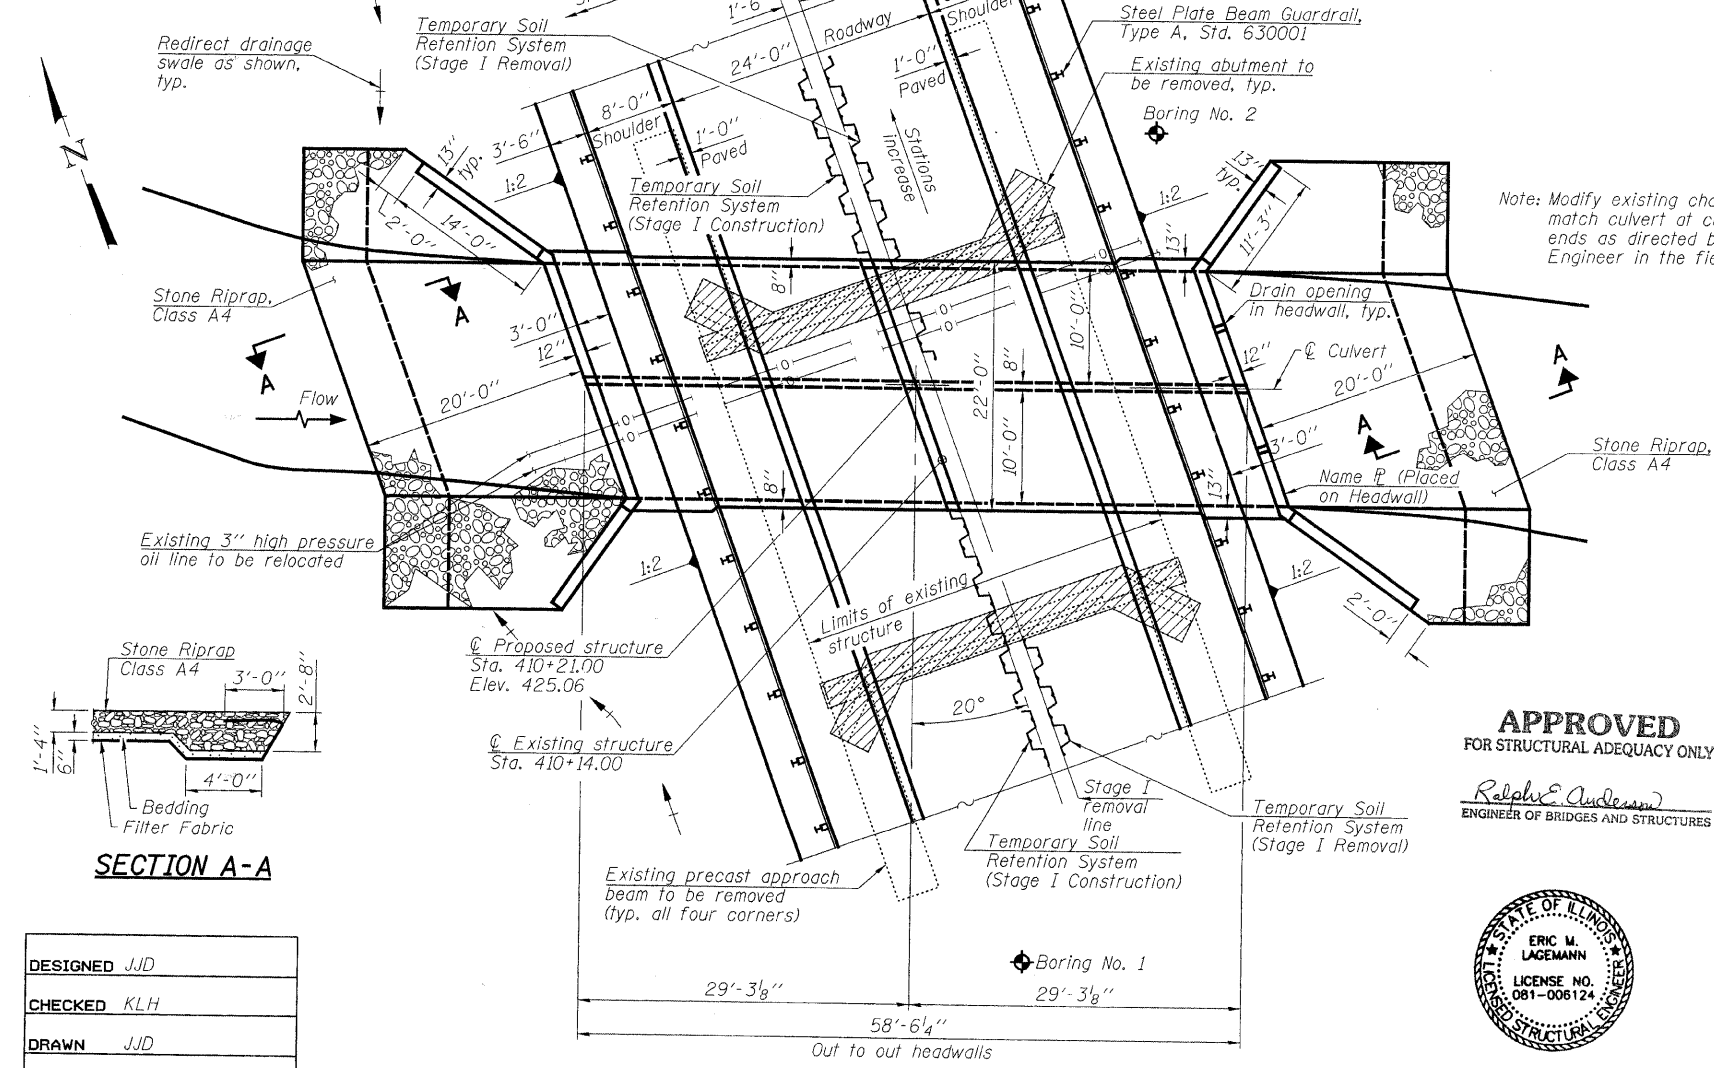 Redirect drainage
swale as shown,
typ.
Temporary Soil
Retention System
(Stage I Removal)
1'-6
24'-0"
Roadway
Shoulder
1'-0"
Paved
Steel Plate Beam Guardrail,
Type A, Std. 630001
Existing abutment to
be removed, typ.
Boring No. 2
N
13"
typ.
3'-6"
8'-0"
Shoulder
1'-0"
Paved
Stations
increase
1:2
Temporary Soil
Retention System
(Stage I Construction)
2'-0"
14'-0"
13"
typ.
1:2
11'-3"
13"
Note: Modify existing
match culvert at
ends as directed
Engineer in the
Stone Riprap,
Class A4
A
A
3'-0"
12"
8"
10'-0"
8"
22'-0"
10'-0"
Drain opening
in headwall, typ.
12"
℄ Culvert
20'-0"
A
A
Flow
20'-0"
3'-0"
13"
8"
Name ℙ (Placed
on Headwall)
Stone Riprap,
Class A4
Existing 3" high pressure
oil line to be relocated
1:2
Limits of existing
structure
1:2
2'-0"
℄ Proposed structure
Sta. 410+21.00
Elev. 425.06
℄ Existing structure
Sta. 410+14.00
20°
Stone Riprap
Class A4
3'-0"
2'-8"
1'-4"
6"
4'-0"
Bedding
Filter Fabric
SECTION A-A
Stage I
removal
line
Temporary Soil
Retention System
(Stage I Construction)
Temporary Soil
Retention System
(Stage I Removal)
Existing precast approach
beam to be removed
(typ. all four corners)
Boring No. 1
29'-3⅛"
29'-3⅛"
58'-6¼"
Out to out headwalls
APPROVED
FOR STRUCTURAL ADEQUACY ONLY
Ralph E. Anderson
ENGINEER OF BRIDGES AND STRUCTURES
STATE OF ILLINOIS
ERIC M.
LAGEMANN
LICENSE NO.
081-006124
LICENSED STRUCTURAL ENGINEER
DESIGNED JJD
CHECKED KLH
DRAWN JJD